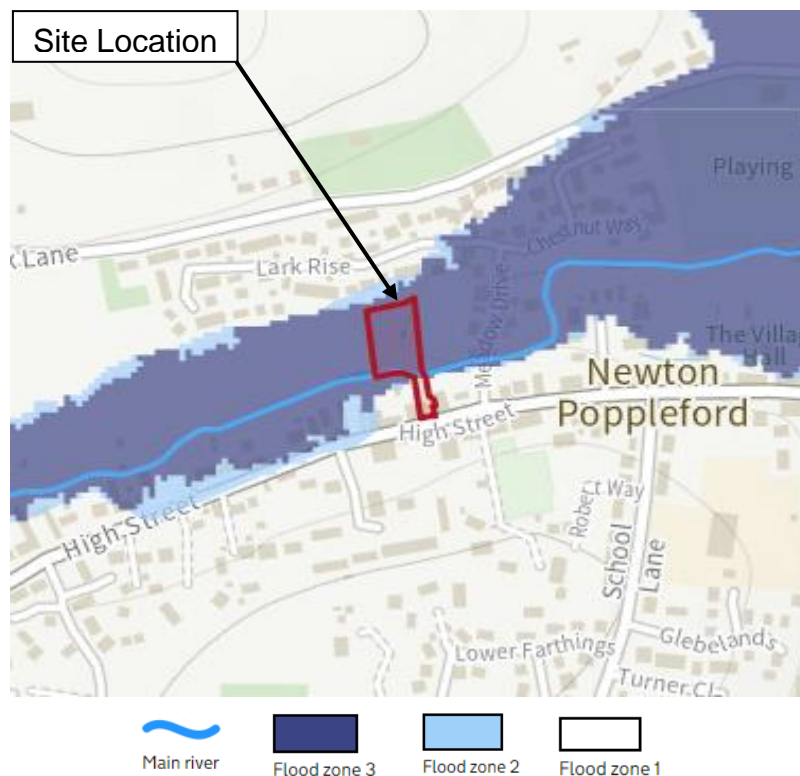 Site Location
Playing
Lane
Chestnut Way
Lark Rise
Meadow Drive
The Villag
Hall
Newton
Poppleford
High Street
High Street
Robert Way
School
Lane
Glebelands
Lower Farthings
Turner Cl
Main river
Flood zone 3
Flood zone 2
Flood zone 1